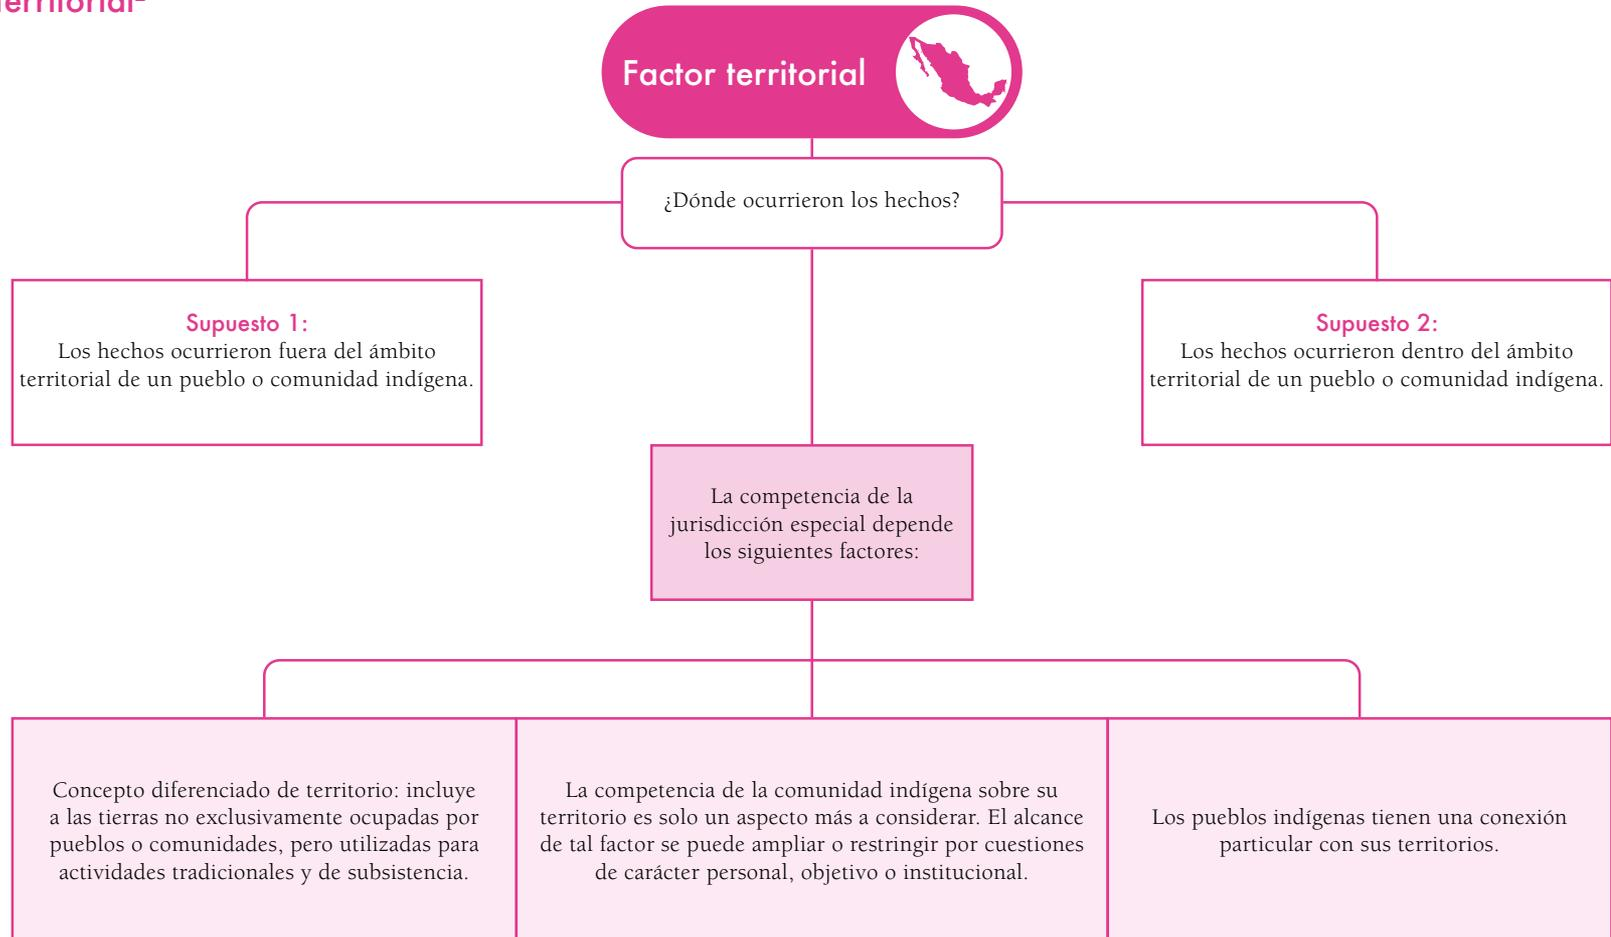 territorial-
Factor territorial
¿Dónde ocurrieron los hechos?
Supuesto 1:
Los hechos ocurrieron fuera del ámbito
territorial de un pueblo o comunidad indígena.
Supuesto 2:
Los hechos ocurrieron dentro del ámbito
territorial de un pueblo o comunidad indígena.
La competencia de la
jurisdicción especial depende
los siguientes factores:
Concepto diferenciado de territorio: incluye
a las tierras no exclusivamente ocupadas por
pueblos o comunidades, pero utilizadas para
actividades tradicionales y de subsistencia.
La competencia de la comunidad indígena sobre su
territorio es solo un aspecto más a considerar. El alcance
de tal factor se puede ampliar o restringir por cuestiones
de carácter personal, objetivo o institucional.
Los pueblos indígenas tienen una conexión
particular con sus territorios.